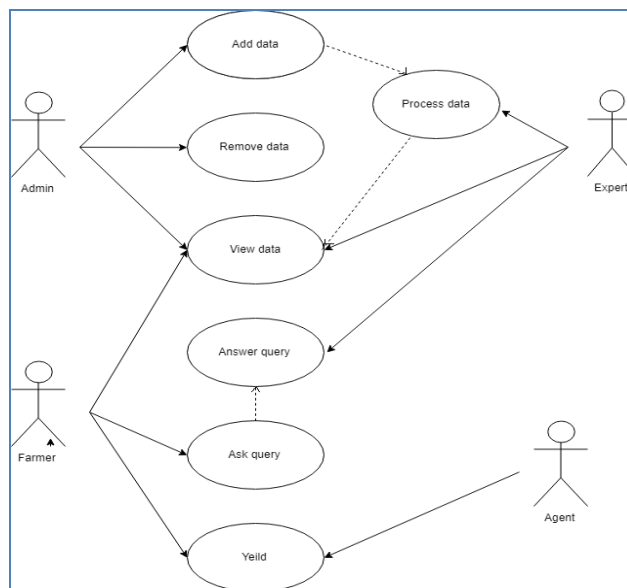 Add data
Process data
Admin
Remove data
Expert
View data
Answer query
Farmer
Ask query
Agent
Yeild